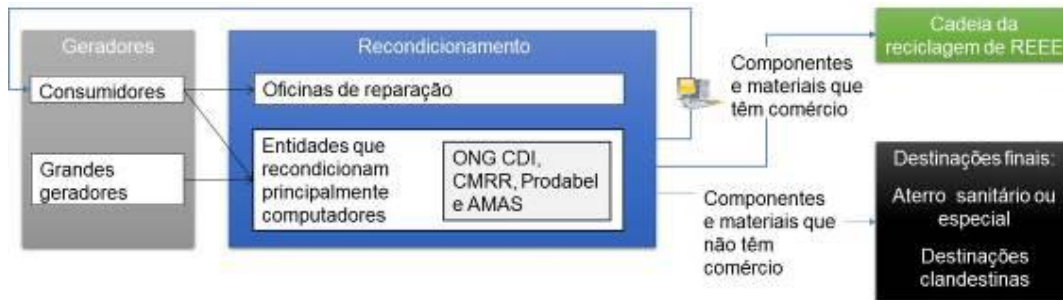 Geradores
Consumidores
Grandes
geradores
Recondicionamento
Oficinas de reparação
Entidades que
recondicionam
principalmente
computadores
ONG CDI,
CMRR, Prodabel
e AMAS
Componentes
e materiais que
têm comércio
Componentes
e materiais que
não têm
comércio
Cadeia da
reciclagem de REEE
Destinações finais:
Aterro sanitário ou
especial
Destinações
clandestinas